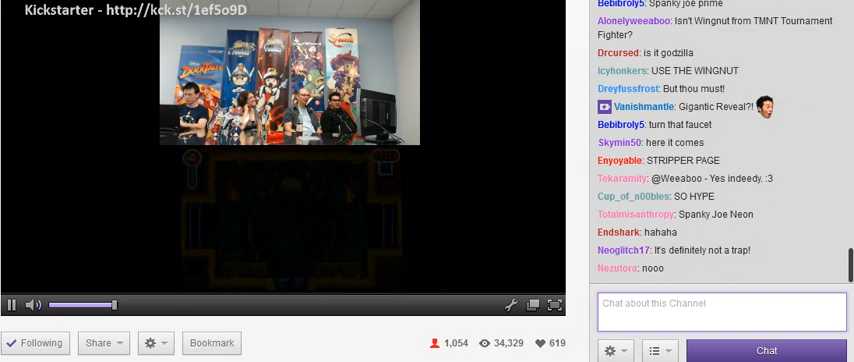 Kickstarter - http://kck.st/1ef5o9D
DUCKTALES
Following
Share
Bookmark
1,054
34,329
619
Bebibroly5: Spanky joe prime
Alonelyweeaboo: Isn't Wingnut from TMNT Tournament
Fighter?
Drcursed: is it godzilla
Icyhonkers: USE THE WINGNUT
Dreyfussfrost: But thou must!
Vanishmantle: Gigantic Reveal?!
Bebibroly5: turn that faucet
Skymin50: here it comes
Enyoyable: STRIPPER PAGE
Tekaramity: @Weeaboo - Yes indeedy. :3
Cup_of_n00bles: SO HYPE
Totalmisanthropy: Spanky Joe Neon
Endshark: hahaha
Neoglitch17: It's definitely not a trap!
Nezutora: nooo
Chat about this Channel
Chat